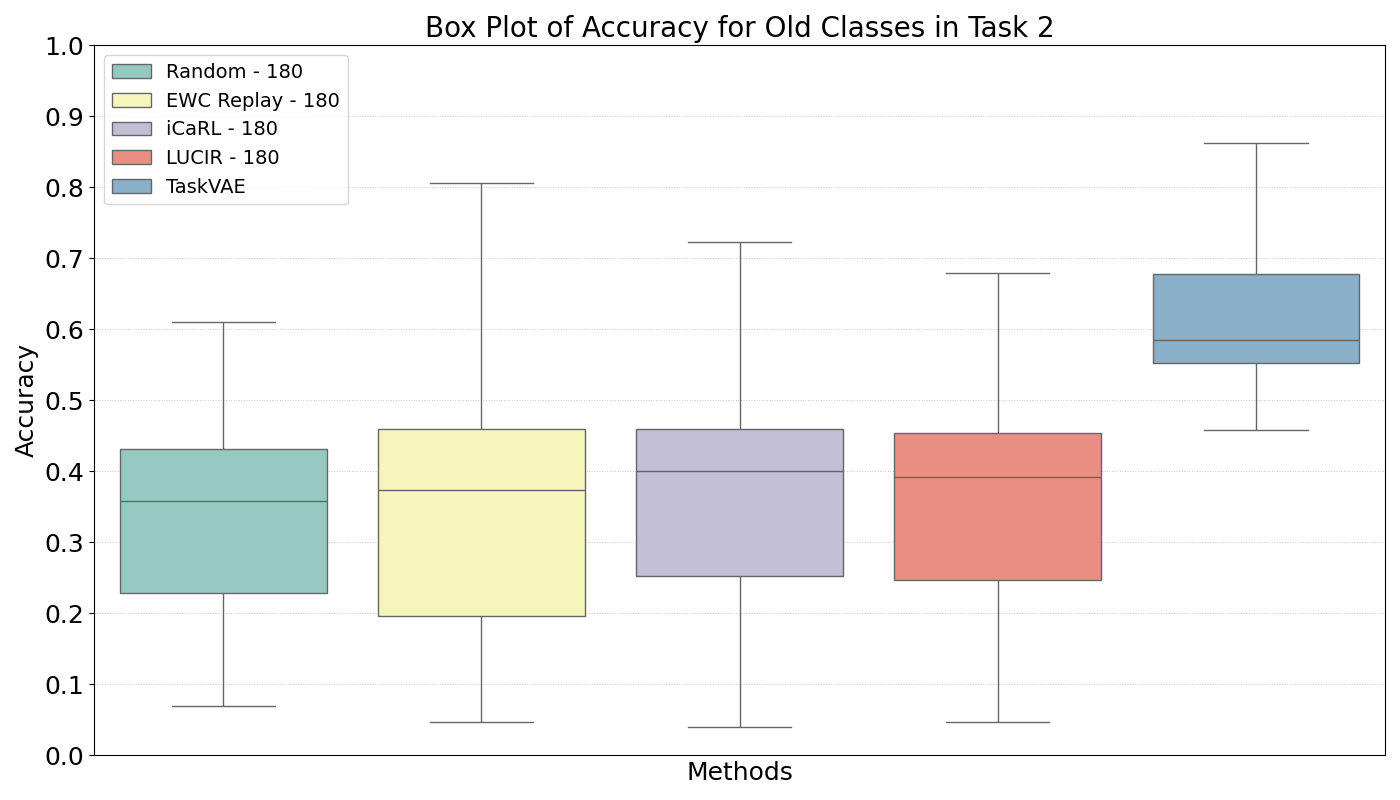 Box Plot of Accuracy for Old Classes in Task 2
1.0
0.9
0.8
0.7
0.6
0.5
0.4
0.3
0.2
0.1
0.0
Accuracy
Random - 180
EWC Replay - 180
iCaRL - 180
LUCIR - 180
TaskVAE
Methods